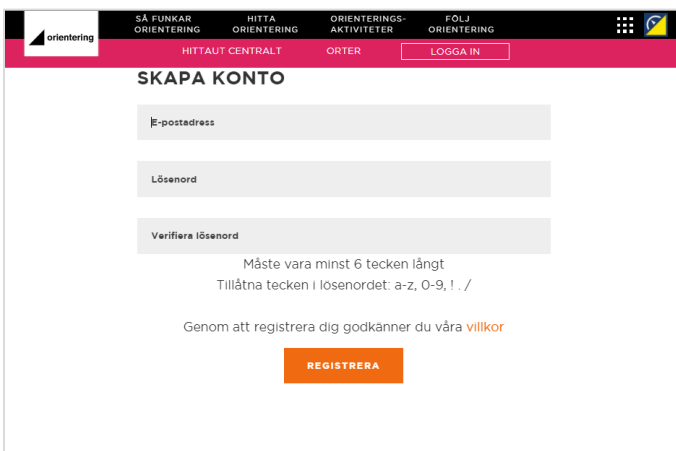 orientering
SÅ FUNKAR ORIENTERING
HITTA ORIENTERING
ORIENTERINGS-AKTIVITETER
FÖLJ ORIENTERING
HITTAUT CENTRALT
ORTER
LOGGA IN
SKAPA KONTO
E-postadress
Lösenord
Verifiera lösenord
Måste vara minst 6 tecken långt
Tillåtna tecken i lösenordet: a-z, 0-9, ! . /
Genom att registrera dig godkänner du våra villkor
REGISTRERA